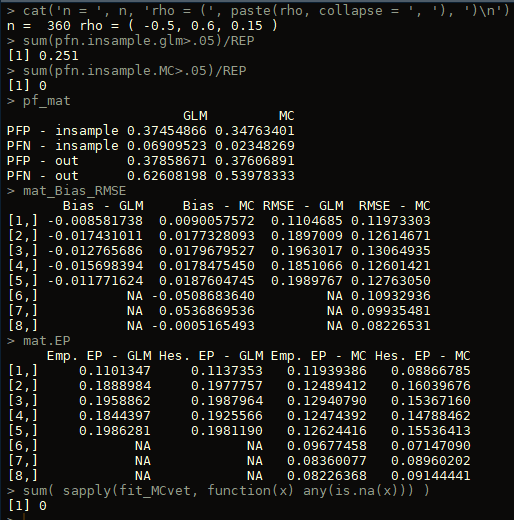 > cat('n = ', n, 'rho = (', paste(rho, collapse = ', '), ')\n')
n =  360 rho = ( -0.5, 0.6, 0.15 )
> sum(pfn.insample.glm>.05)/REP
[1] 0.251
> sum(pfn.insample.MC>.05)/REP
[1] 0
> pf_mat
                      GLM         MC
PFP - insample 0.37454866 0.34763401
PFN - insample 0.06909523 0.02348269
PFP - out      0.37858671 0.37606891
PFN - out      0.62608198 0.53978333
> mat_Bias_RMSE
       Bias - GLM     Bias - MC RMSE - GLM  RMSE - MC
[1,] -0.008581738  0.0090057572  0.1104685 0.11973303
[2,] -0.017431011  0.0177328093  0.1897009 0.12614671
[3,] -0.012765686  0.0179679527  0.1963017 0.13064935
[4,] -0.015698394  0.0178475450  0.1851066 0.12601421
[5,] -0.011771624  0.0187604745  0.1989767 0.12763050
[6,]           NA -0.0508683640         NA 0.10932936
[7,]           NA  0.0536869536         NA 0.09935481
[8,]           NA -0.0005165493         NA 0.08226531
> mat.EP
     Emp. EP - GLM Hes. EP - GLM Emp. EP - MC Hes. EP - MC
[1,]     0.1101347     0.1137353   0.11939386   0.08866785
[2,]     0.1888984     0.1977757   0.12489412   0.16039676
[3,]     0.1958862     0.1987964   0.12940790   0.15367160
[4,]     0.1844397     0.1925566   0.12474392   0.14788462
[5,]     0.1986281     0.1981190   0.12624416   0.15536413
[6,]            NA            NA   0.09677458   0.07147090
[7,]            NA            NA   0.08360077   0.08960202
[8,]            NA            NA   0.08226368   0.09144441
> sum( sapply(fit_MCvet, function(x) any(is.na(x))) )
[1] 0
>